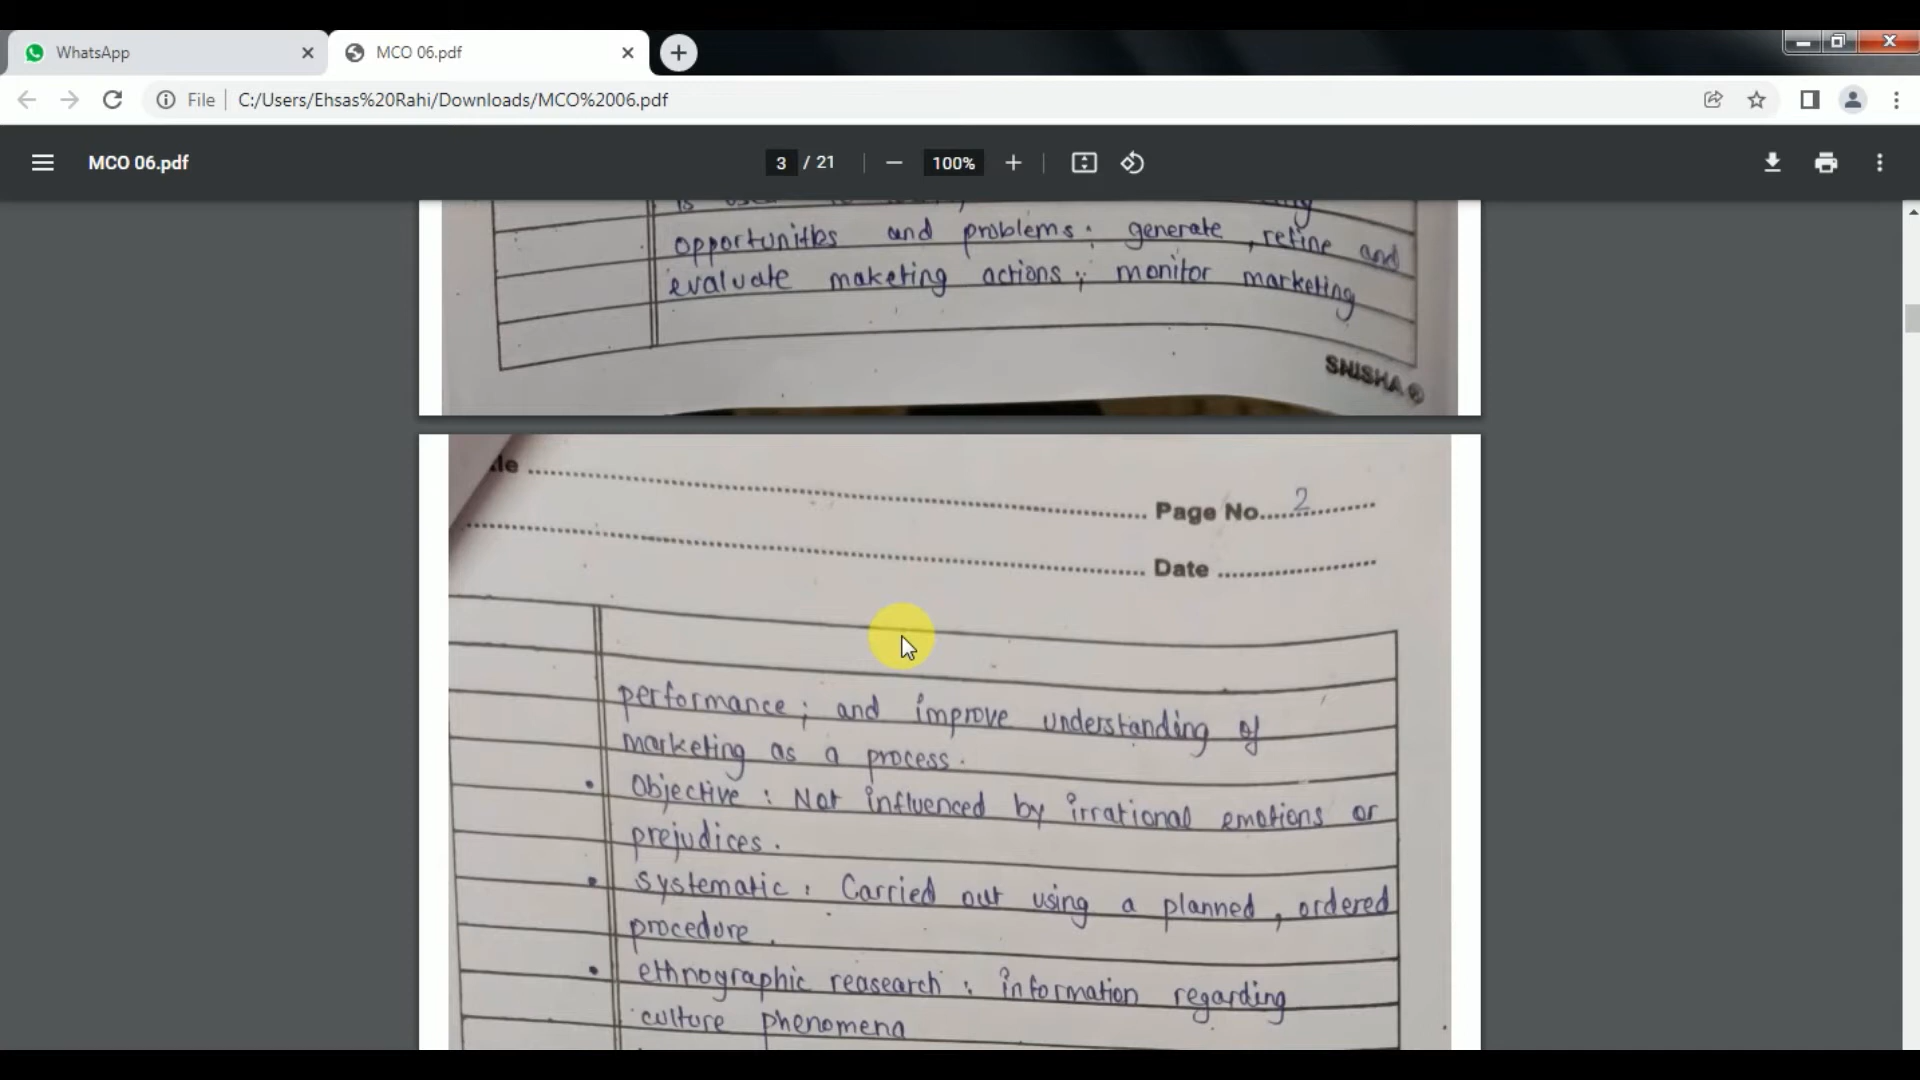 WhatsApp
MCO 06.pdf
File
C:/Users/Ehsas%20Rahi/Downloads/MCO%2006.pdf
MCO 06.pdf
3 / 21
100%
is used
opportunities and problems. generate, refine and
evaluate maketing actions; monitor marketing
SNISHA ®
Page No. 2
Date
performance; and improve understanding of
marketing as a process.
• Objective : Not influenced by irrational emotions or
prejudices.
• systematic : Carried out using a planned, ordered
procedure.
• ethnographic reasearch : information regarding
culture phenomena